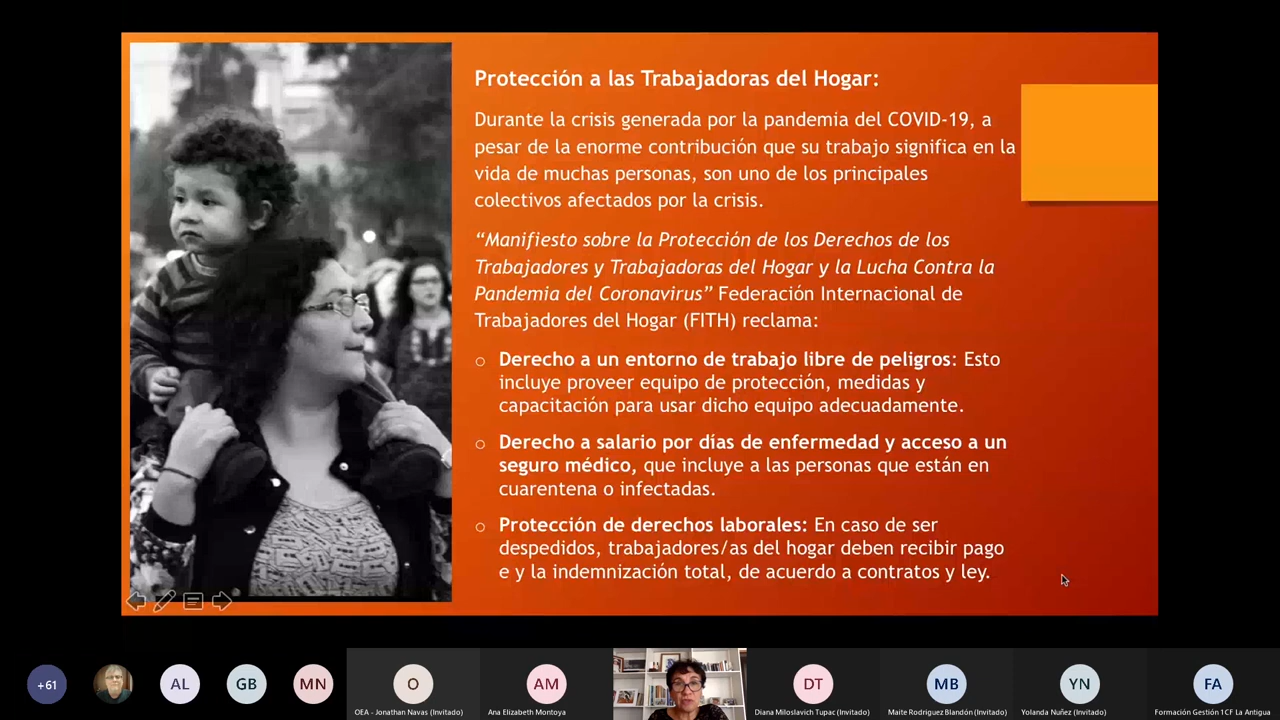 Protección a las Trabajadoras del Hogar:
Durante la crisis generada por la pandemia del COVID-19, a
pesar de la enorme contribución que su trabajo significa en la
vida de muchas personas, son uno de los principales
colectivos afectados por la crisis.
“Manifiesto sobre la Protección de los Derechos de los
Trabajadores y Trabajadoras del Hogar y la Lucha Contra la
Pandemia del Coronavirus” Federación Internacional de
Trabajadores del Hogar (FITH) reclama:
o Derecho a un entorno de trabajo libre de peligros: Esto
incluye proveer equipo de protección, medidas y
capacitación para usar dicho equipo adecuadamente.
o Derecho a salario por días de enfermedad y acceso a un
seguro médico, que incluye a las personas que están en
cuarentena o infectadas.
o Protección de derechos laborales: En caso de ser
despedidos, trabajadores/as del hogar deben recibir pago
e y la indemnización total, de acuerdo a contratos y ley.
+61
AL
GB
MN
O
AM
DT
MB
YN
FA
OEA - Jonathan Navas (Invitado)
Ana Elizabeth Montoya
Diana Miloslavich Tupac (Invitado)
Maite Rodriguez Blandón (Invitado)
Yolanda Nuñez (Invitado)
Formación Gestión 1CF La Antigua